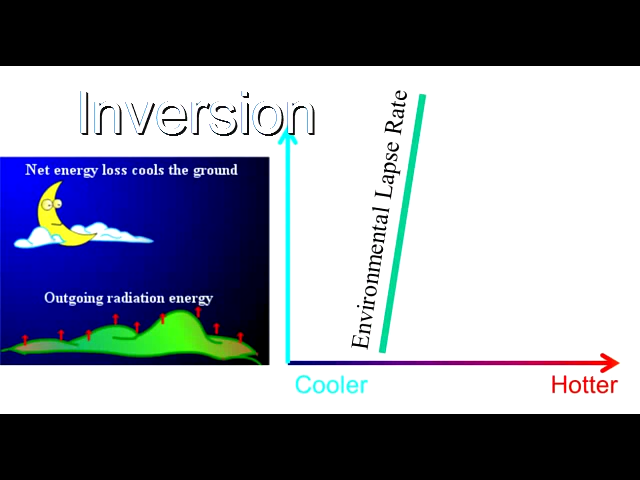 Inversion
Net energy loss cools the ground
Outgoing radiation energy
Environmental Lapse Rate
Cooler
Hotter